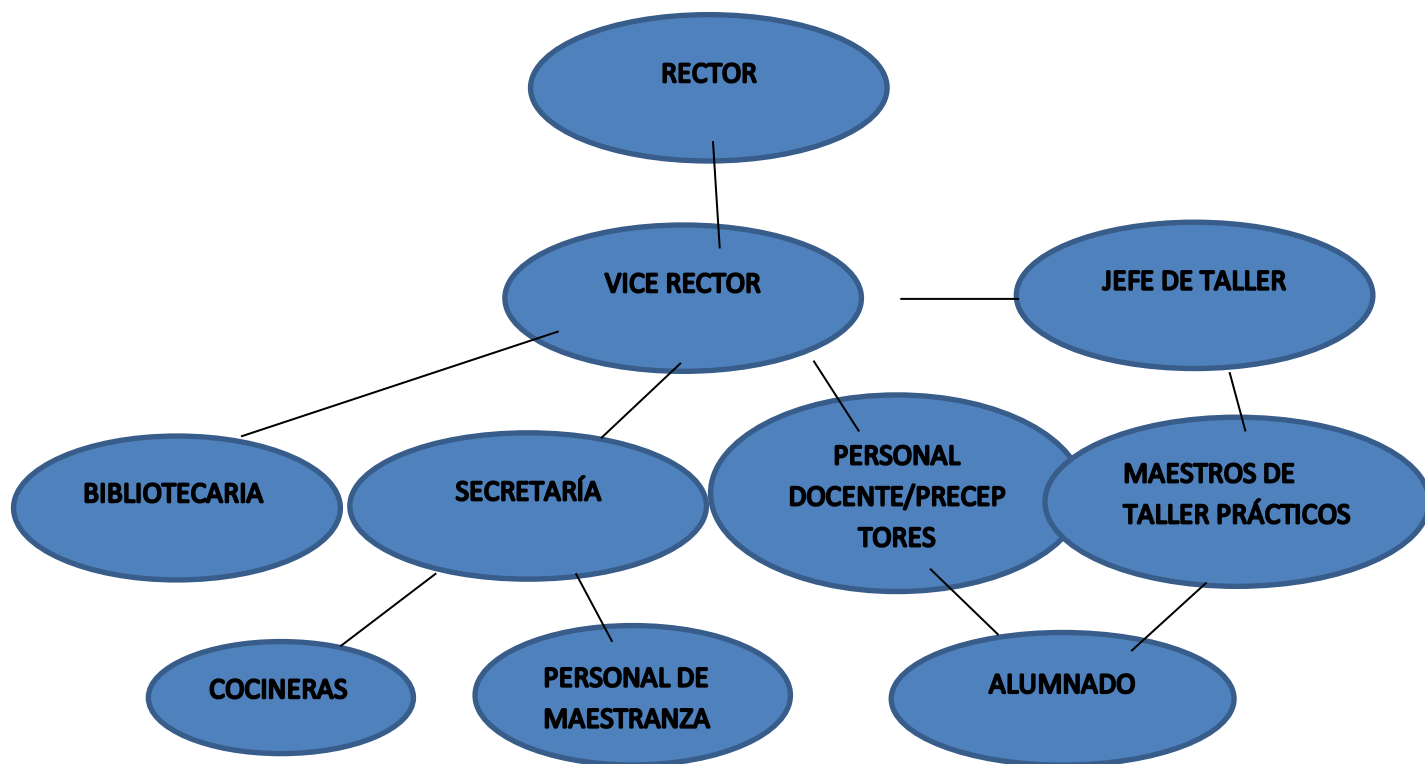 RECTOR
VICE RECTOR
JEFE DE TALLER
BIBLIOTECARIA
SECRETARÍA
PERSONAL
DOCENTE/PRECEP
TORES
MAESTROS DE
TALLER PRÁCTICOS
COCINERAS
PERSONAL DE
MAESTRANZA
ALUMNADO